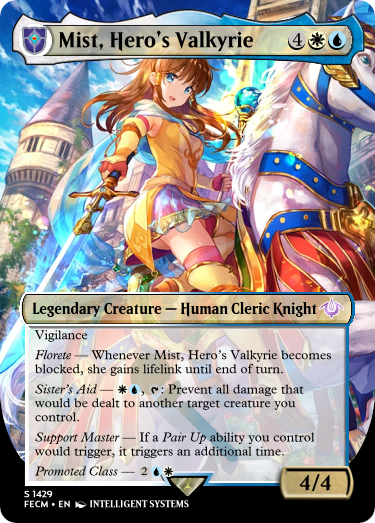 Mist, Hero's Valkyrie 4
Legendary Creature — Human Cleric Knight
Vigilance
Florete — Whenever Mist, Hero's Valkyrie becomes
blocked, she gains lifelink until end of turn.
Sister's Aid — , : Prevent all damage that
would be dealt to another target creature you
control.
Support Master — If a Pair Up ability you control
would trigger, it triggers an additional time.
Promoted Class — 2
4/4
S 1429
FECM • EN INTELLIGENT SYSTEMS